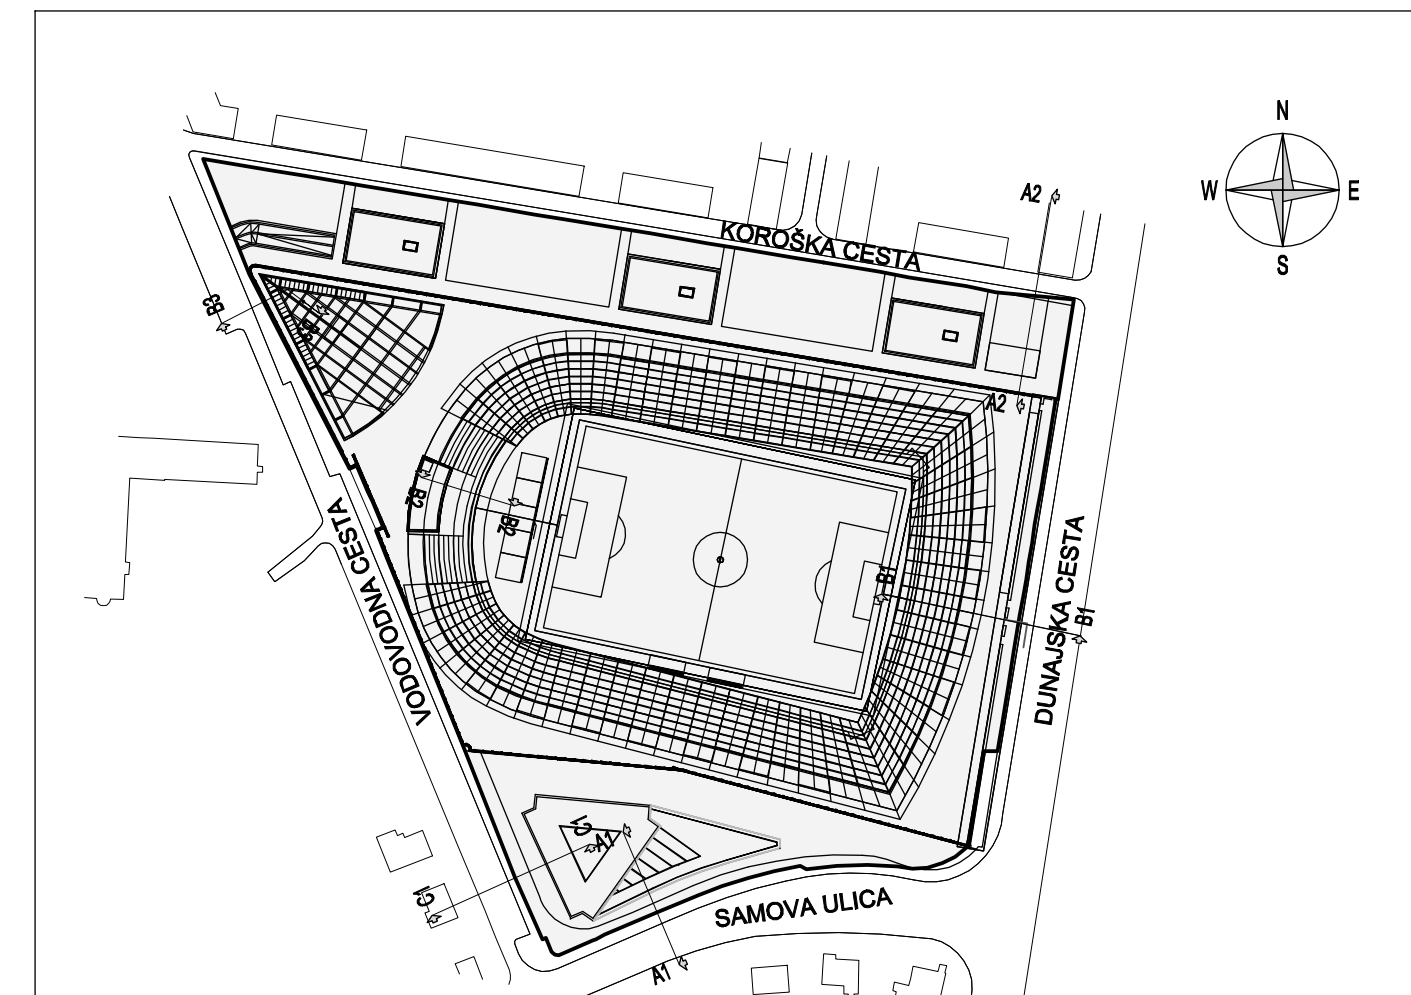 N
W
E
S
A2
KOROŠKA CESTA
B3
B3
A2
B2
B2
VODOVODNA CESTA
B1
B1
DUNAJSKA CESTA
C1
A1
C1
SAMOVA ULICA
A1